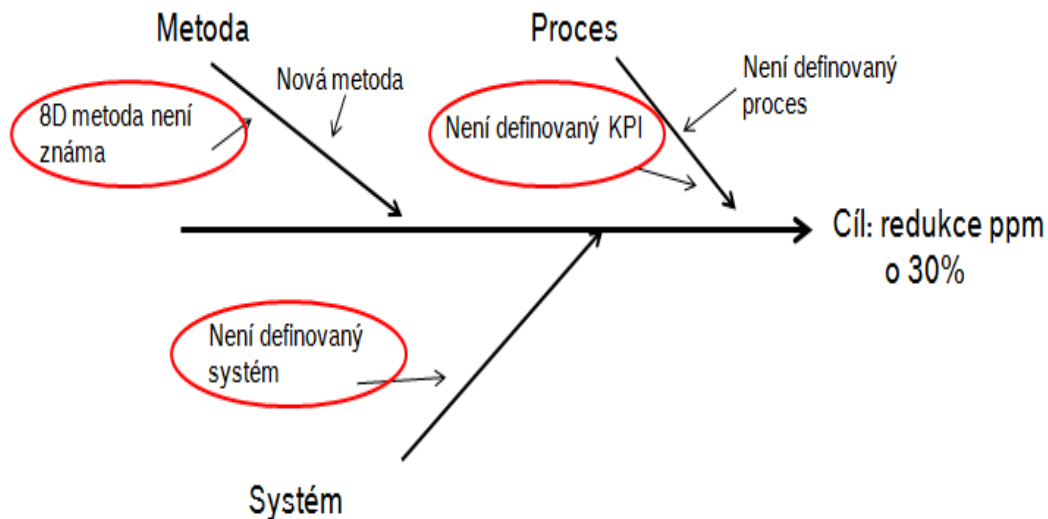 Metoda
Proces
Nová metoda
Není definovaný
proces
8D metoda není
známa
Není definovaný KPI
Cíl: redukce ppm
o 30%
Není definovaný
systém
Systém